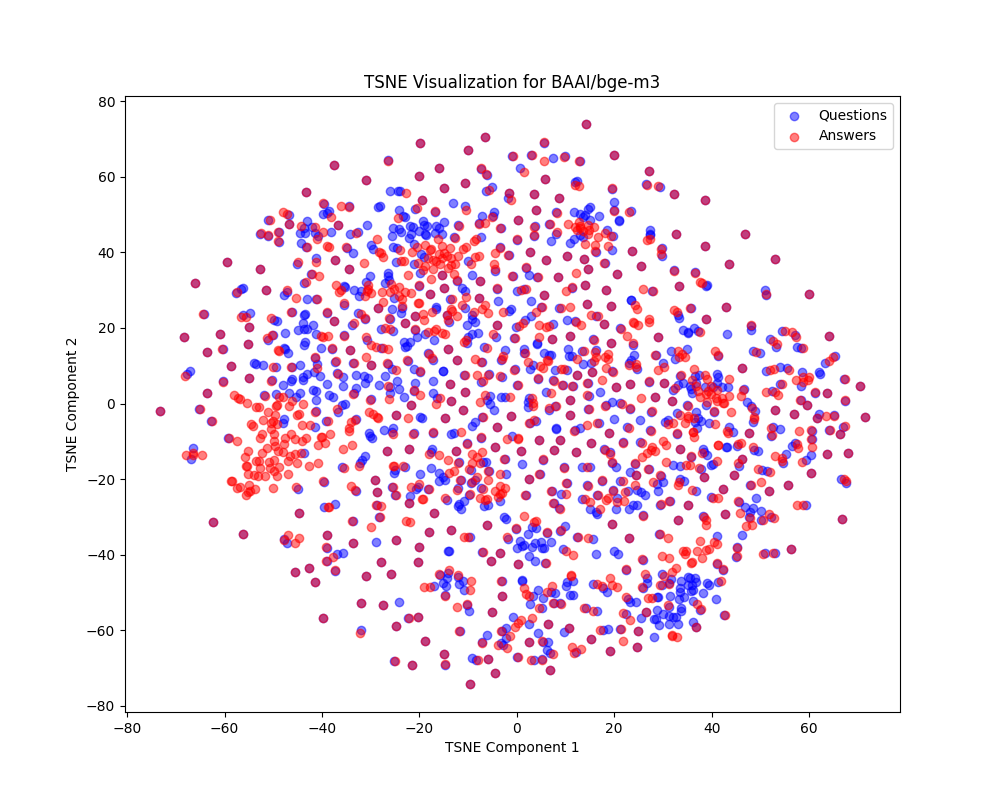 TSNE Visualization for BAAI/bge-m3
Questions
Answers
TSNE Component 2
80
60
40
20
0
−20
−40
−60
−80
−80 −60 −40 −20 0 20 40 60
TSNE Component 1